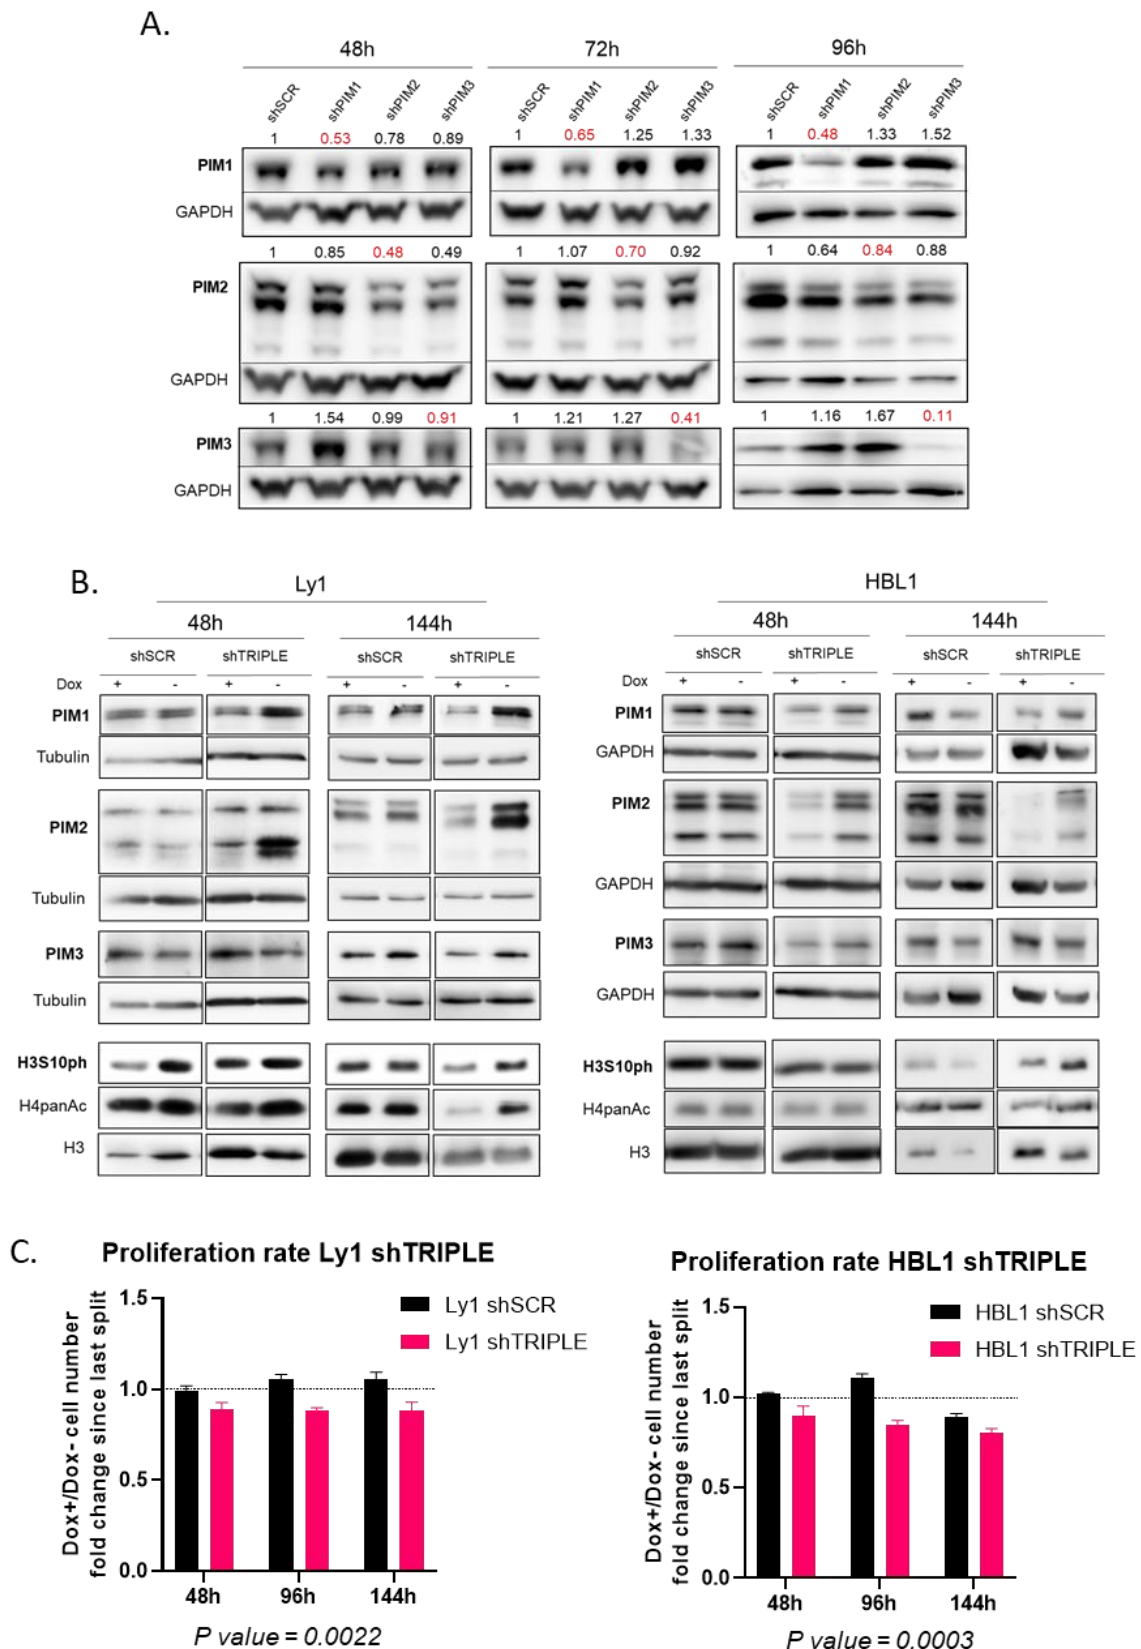 A.
48h 72h 96h
shSCR shPIM1 shPIM2 shPIM3 shSCR shPIM1 shPIM2 shPIM3 shSCR shPIM1 shPIM2 shPIM3
1 0.53 0.78 0.89 1 0.65 1.25 1.33 1 0.48 1.33 1.52
PIM1
GAPDH
1 0.85 0.48 0.49 1 1.07 0.70 0.92 1 0.64 0.84 0.88
PIM2
GAPDH
1 1.54 0.99 0.91 1 1.21 1.27 0.41 1 1.16 1.67 0.11
PIM3
GAPDH
B.
Ly1
48h 144h
shSCR shTRIPLE shSCR shTRIPLE
Dox + - + - + - + -
PIM1
Tubulin
PIM2
Tubulin
PIM3
Tubulin
H3S10ph
H4panAc
H3
HBL1
48h 144h
shSCR shTRIPLE shSCR shTRIPLE
Dox + - + - + - + -
PIM1
GAPDH
PIM2
GAPDH
PIM3
GAPDH
H3S10ph
H4panAc
H3
C.
Proliferation rate Ly1 shTRIPLE
Dox+/Dox- cell number
fold change since last split
1.5
1.0
0.5
0.0
Ly1 shSCR
Ly1 shTRIPLE
48h 96h 144h
P value = 0.0022
Proliferation rate HBL1 shTRIPLE
Dox+/Dox- cell number
fold change since last split
1.5
1.0
0.5
0.0
HBL1 shSCR
HBL1 shTRIPLE
48h 96h 144h
P value = 0.0003